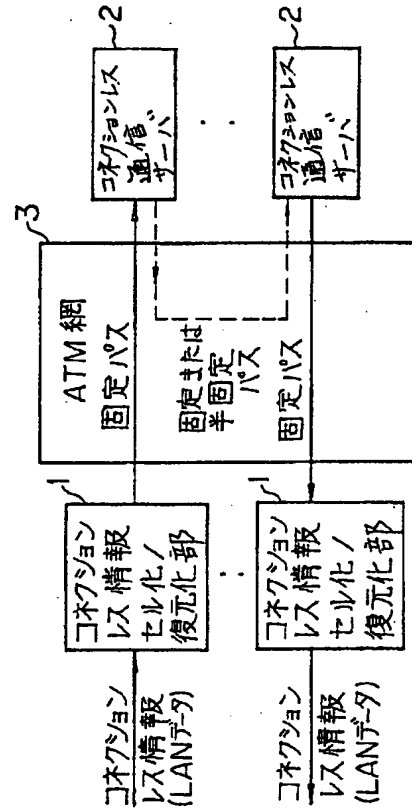 コネクション
レス情報
(LANデータ)
1
コネクション
レス情報
セル化/
復元化部
3
ATM網
固定パス
コネクションレス
通信
サーバ
2
固定または
半固定
パス
コネクション
レス情報
(LANデータ)
1
コネクション
レス情報
セル化/
復元化部
固定パス
コネクションレス
通信
サーバ
2